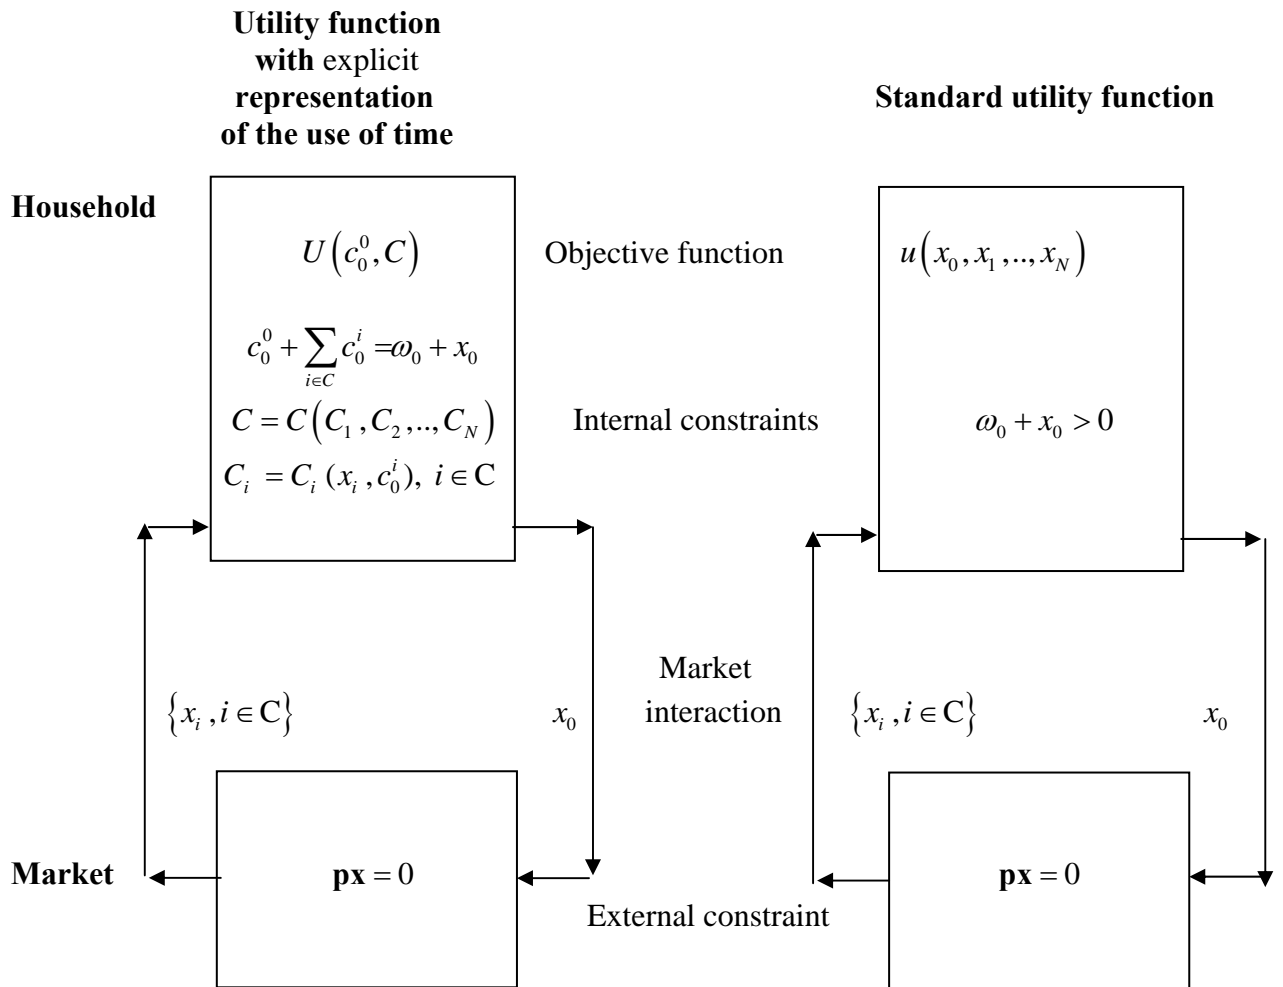 Utility function
with explicit
representation
of the use of time
Standard utility function
Household
U(c_0^0, C)
Objective function
u(x_0, x_1,.., x_N)
c_0^0 + ∑_{i∈C} c_0^i = ω_0 + x_0
C = C(C_1, C_2,.., C_N)
Internal constraints
ω_0 + x_0 > 0
C_i = C_i (x_i, c_0^i), i ∈ C
Market
interaction
{x_i, i ∈ C}
x_0
{x_i, i ∈ C}
x_0
Market
px = 0
px = 0
External constraint